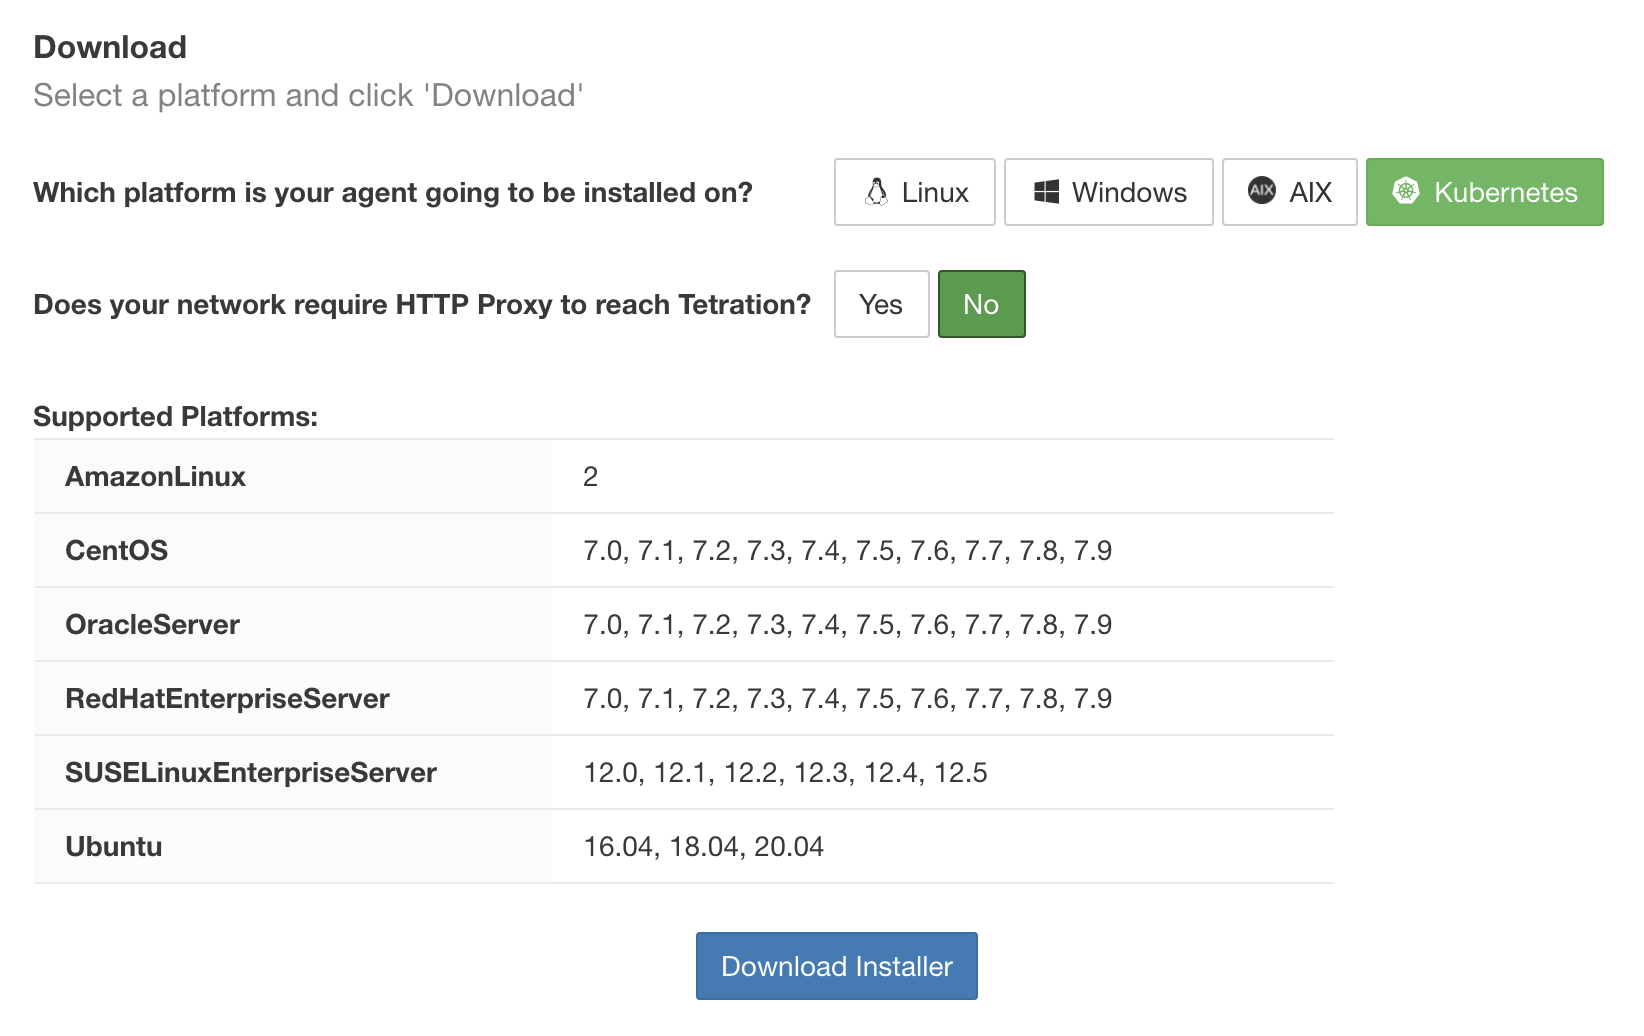 Download
Select a platform and click 'Download'
Which platform is your agent going to be installed on? Linux Windows AIX AIX Kubernetes
Does your network require HTTP Proxy to reach Tetration? Yes No
Supported Platforms:
AmazonLinux 2
CentOS 7.0, 7.1, 7.2, 7.3, 7.4, 7.5, 7.6, 7.7, 7.8, 7.9
OracleServer 7.0, 7.1, 7.2, 7.3, 7.4, 7.5, 7.6, 7.7, 7.8, 7.9
RedHatEnterpriseServer 7.0, 7.1, 7.2, 7.3, 7.4, 7.5, 7.6, 7.7, 7.8, 7.9
SUSELinuxEnterpriseServer 12.0, 12.1, 12.2, 12.3, 12.4, 12.5
Ubuntu 16.04, 18.04, 20.04
Download Installer